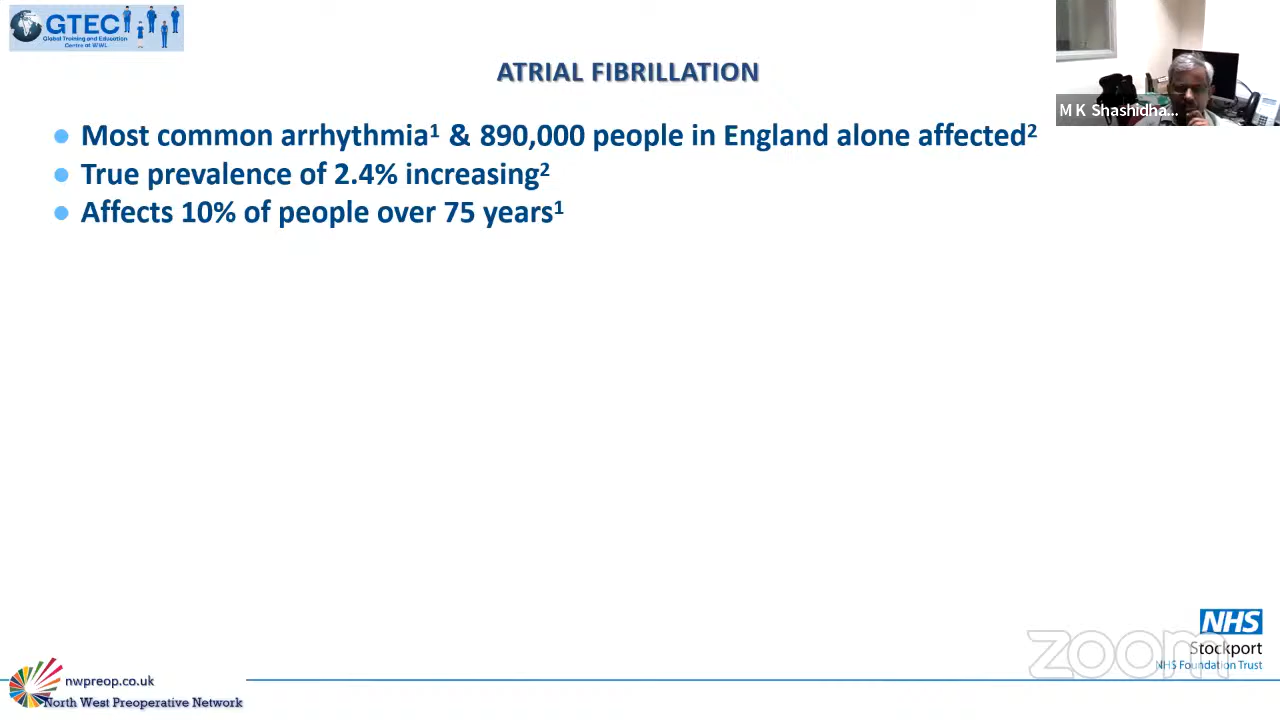 GTEC
Global Training and Education
Centre at WWL
ATRIAL FIBRILLATION
M K Shashidha...
● Most common arrhythmia¹ & 890,000 people in England alone affected²
● True prevalence of 2.4% increasing²
● Affects 10% of people over 75 years¹
NHS
Stockport
NHS Foundation Trust
zoom
nwpreop.co.uk
North West Preoperative Network